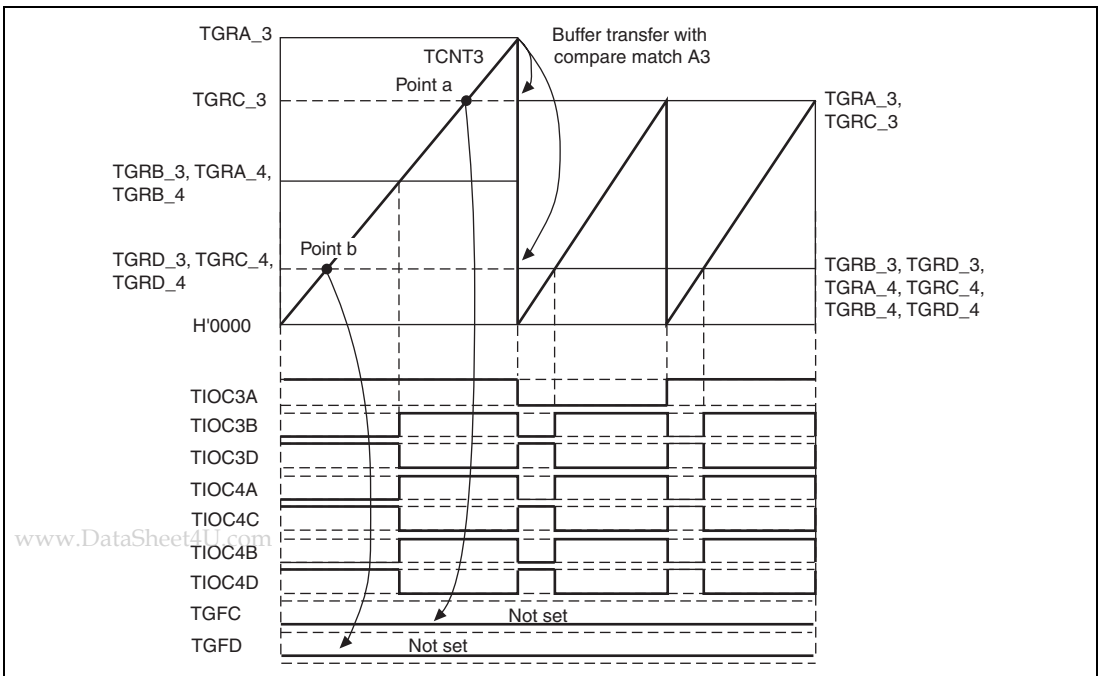 TGRA_3
TCNT3
Buffer transfer with
compare match A3
Point a
TGRC_3
TGRA_3,
TGRC_3
TGRB_3, TGRA_4,
TGRB_4
Point b
TGRD_3, TGRC_4,
TGRD_4
TGRB_3, TGRD_3,
TGRA_4, TGRC_4,
TGRB_4, TGRD_4
H'0000
TIOC3A
TIOC3B
TIOC3D
TIOC4A
TIOC4C
www.DataSheet4U.com
TIOC4B
TIOC4D
TGFC
Not set
TGFD
Not set